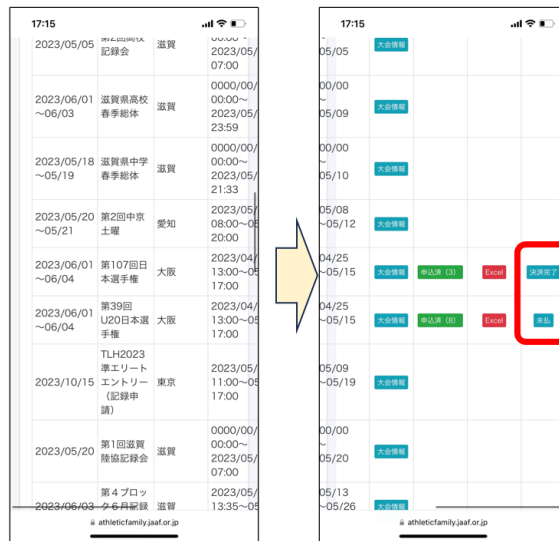 17:15
2023/05/05
記録会
滋賀
2023/05/
07:00
2023/06/01
～06/03
滋賀県高校
春季総体
滋賀
0000/00/
00:00～
2023/05/
23:59
2023/05/18
～05/19
滋賀県中学
春季総体
滋賀
0000/00/
00:00～
2023/05/
21:33
2023/05/20
～05/21
第2回中京
土曜
愛知
2023/05/
08:00～05
20:00
2023/06/01
～06/04
第107回日
本選手権
大阪
2023/04/
13:00～05
17:00
2023/06/01
～06/04
第39回
U20日本選
手権
大阪
2023/04/
13:00～05
17:00
2023/10/15
TLH2023
準エリート
エントリー
（記録申
請）
東京
2023/05/
11:00～05
17:00
2023/05/20
第1回滋賀
陸協記録会
滋賀
0000/00/
00:00～
2023/05/
07:00
2023/06/03
第４ブロッ
ク６月記録
滋賀
2023/05/
13:35～05
athleticfamily.jaaf.or.jp
17:15
05/05
大会情報
00/00
～
05/09
大会情報
00/00
～
05/10
大会情報
05/08
～05/12
大会情報
04/25
～05/15
大会情報
申込済（3）
Excel
決済完了
04/25
～05/15
大会情報
申込済（8）
Excel
未払
05/09
～05/19
大会情報
00/00
～
05/20
大会情報
05/13
～05/26
大会情報
athleticfamily.jaaf.or.jp